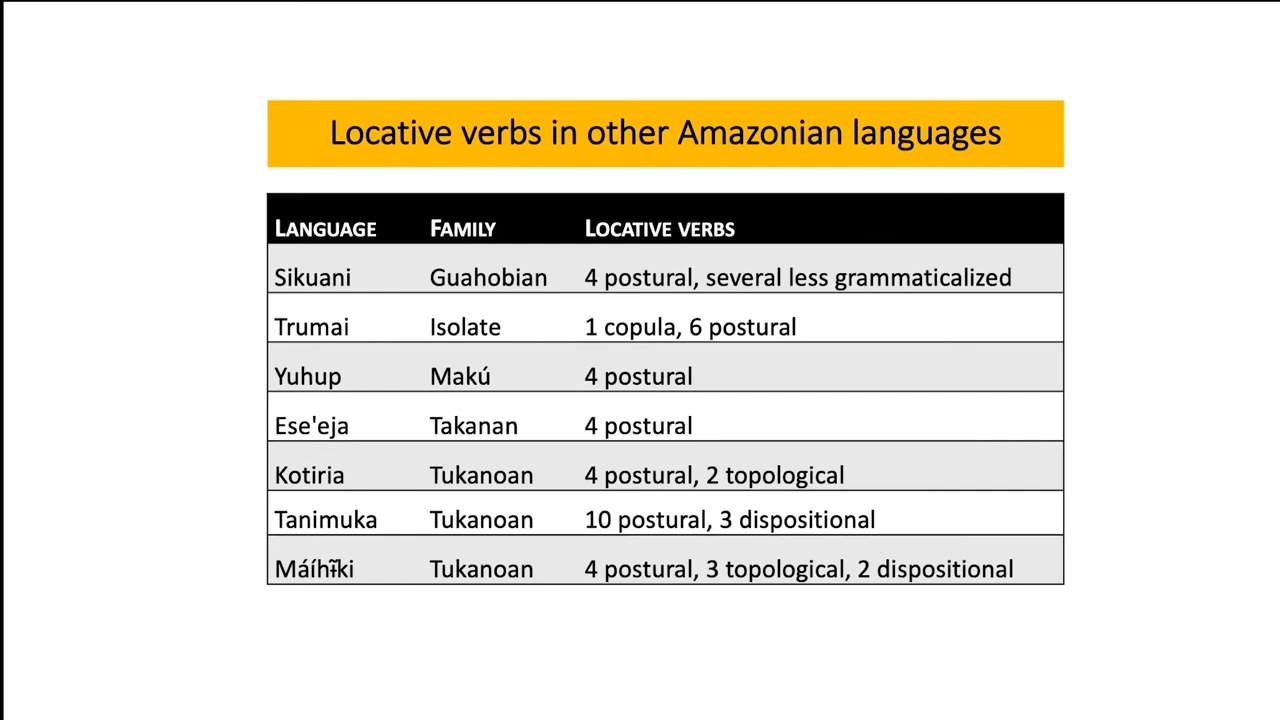 Locative verbs in other Amazonian languages
LANGUAGE FAMILY LOCATIVE VERBS
Sikuani Guahobian 4 postural, several less grammaticalized
Trumai Isolate 1 copula, 6 postural
Yuhup Makú 4 postural
Ese'eja Takanan 4 postural
Kotiria Tukanoan 4 postural, 2 topological
Tanimuka Tukanoan 10 postural, 3 dispositional
Máíhɨ̃ki Tukanoan 4 postural, 3 topological, 2 dispositional